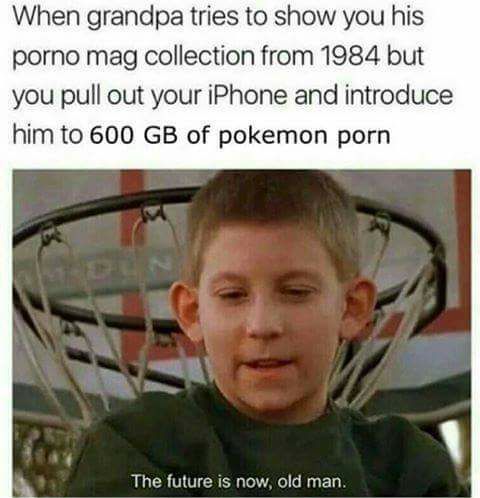 When grandpa tries to show you his
porno mag collection from 1984 but
you pull out your iPhone and introduce
him to 600 GB of pokemon porn
The future is now, old man.